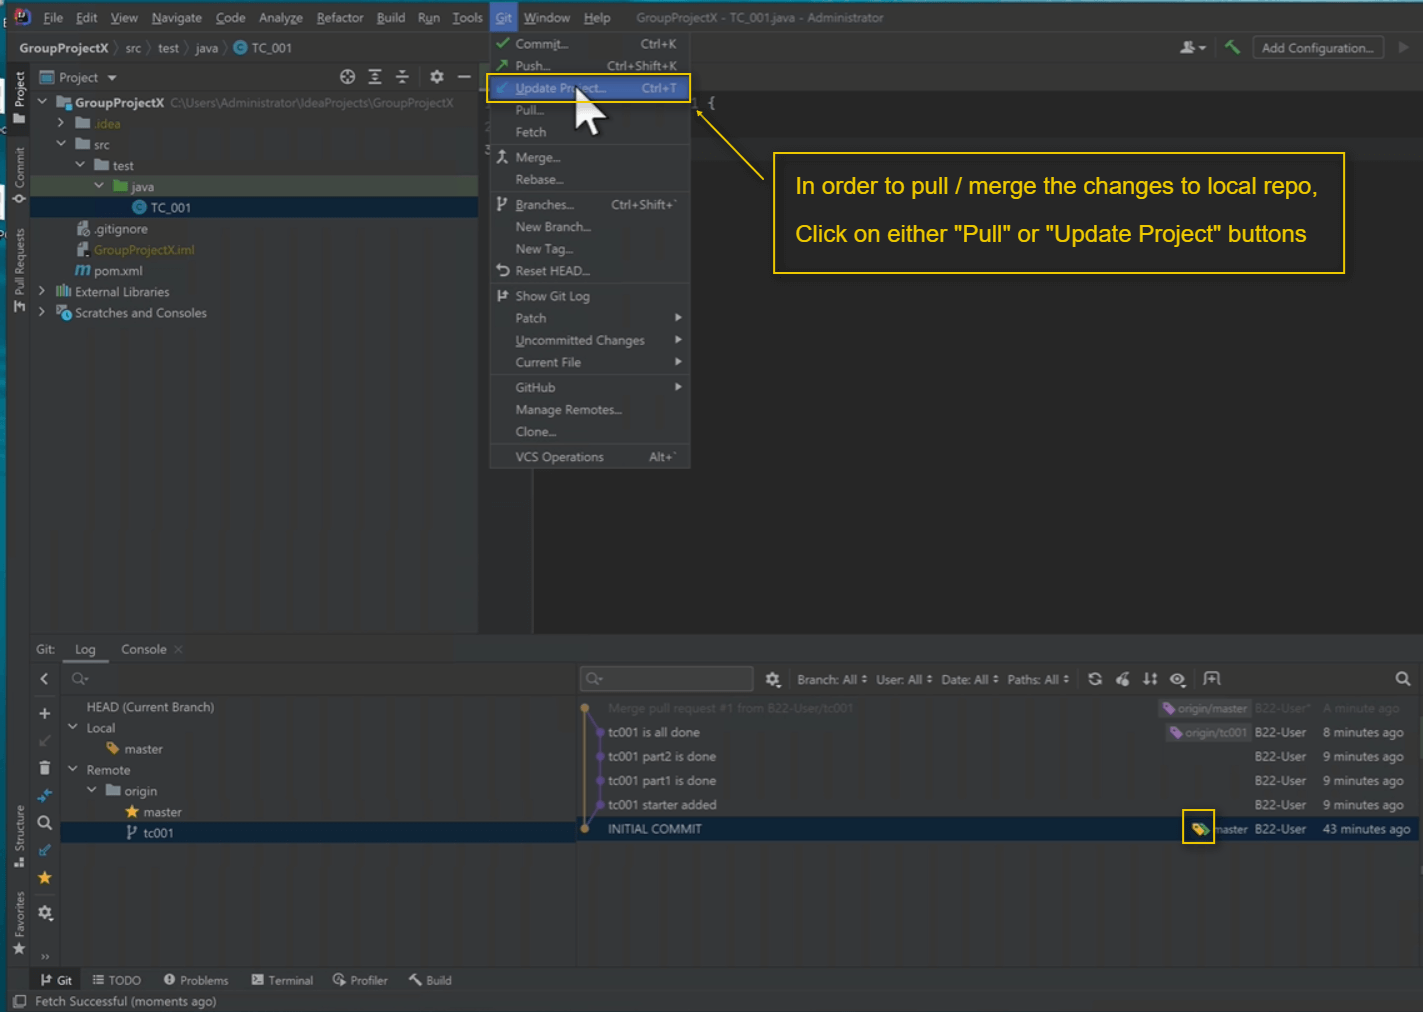 File Edit View Navigate Code Analyze Refactor Build Run Tools Git Window Help GroupProjectX - TC_001.java - Administrator
GroupProjectX src test java TC_001
Add Configuration...
Project
Commit
Pull Requests
Structure
Favorites
Project
GroupProjectX C:\Users\Administrator\IdeaProjects\GroupProjectX
.idea
src
test
java
TC_001
.gitignore
GroupProjectX.iml
pom.xml
External Libraries
Scratches and Consoles
Commit... Ctrl+K
Push... Ctrl+Shift+K
Update Project... Ctrl+T
Pull...
Fetch
Merge...
Rebase...
Branches... Ctrl+Shift+`
New Branch...
New Tag...
Reset HEAD...
Show Git Log
Patch
Uncommitted Changes
Current File
GitHub
Manage Remotes...
Clone...
VCS Operations Alt+`
1 {
3
In order to pull / merge the changes to local repo,
Click on either "Pull" or "Update Project" buttons
Git: Log Console
HEAD (Current Branch)
Local
master
Remote
origin
master
tc001
Branch: All User: All Date: All Paths: All
Merge pull request #1 from B22-User/tc001 origin/master B22-User* A minute ago
tc001 is all done origin/tc001 B22-User 8 minutes ago
tc001 part2 is done B22-User 9 minutes ago
tc001 part1 is done B22-User 9 minutes ago
tc001 starter added B22-User 9 minutes ago
INITIAL COMMIT master B22-User 43 minutes ago
Git TODO Problems Terminal Profiler Build
Fetch Successful (moments ago)